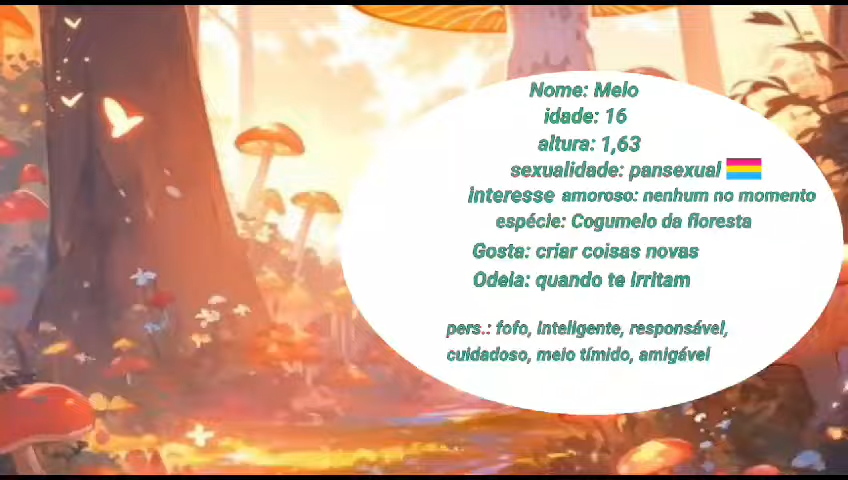 Nome: Melo
idade: 16
altura: 1,63
sexualidade: pansexual
interesse amoroso: nenhum no momento
espécie: Cogumelo da floresta
Gosta: criar coisas novas
Odeia: quando te irritam
pers.: fofo, inteligente, responsável,
cuidadoso, meio tímido, amigável